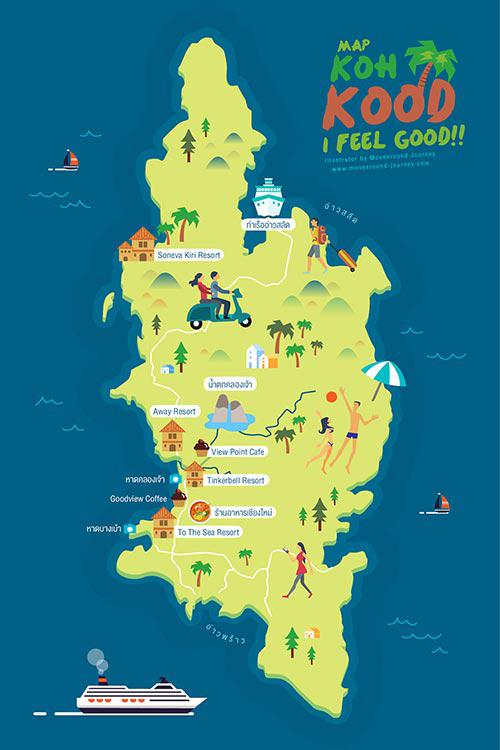 MAP
KOH
KOOD
I FEEL GOOD!!
Illustrator by Movearound Journey
www.movearound-journey.com
อ่าวสลัด
ท่าเรืออ่าวสลัด
Soneva Kiri Resort
น้ำตกคลองเจ้า
Away Resort
View Point Cafe
หาดคลองเจ้า
Tinkerbell Resort
Goodview Coffee
ร้านอาหารเชียงใหม่
หาดบางเบ้า
To The Sea Resort
อ่าวพร้าว